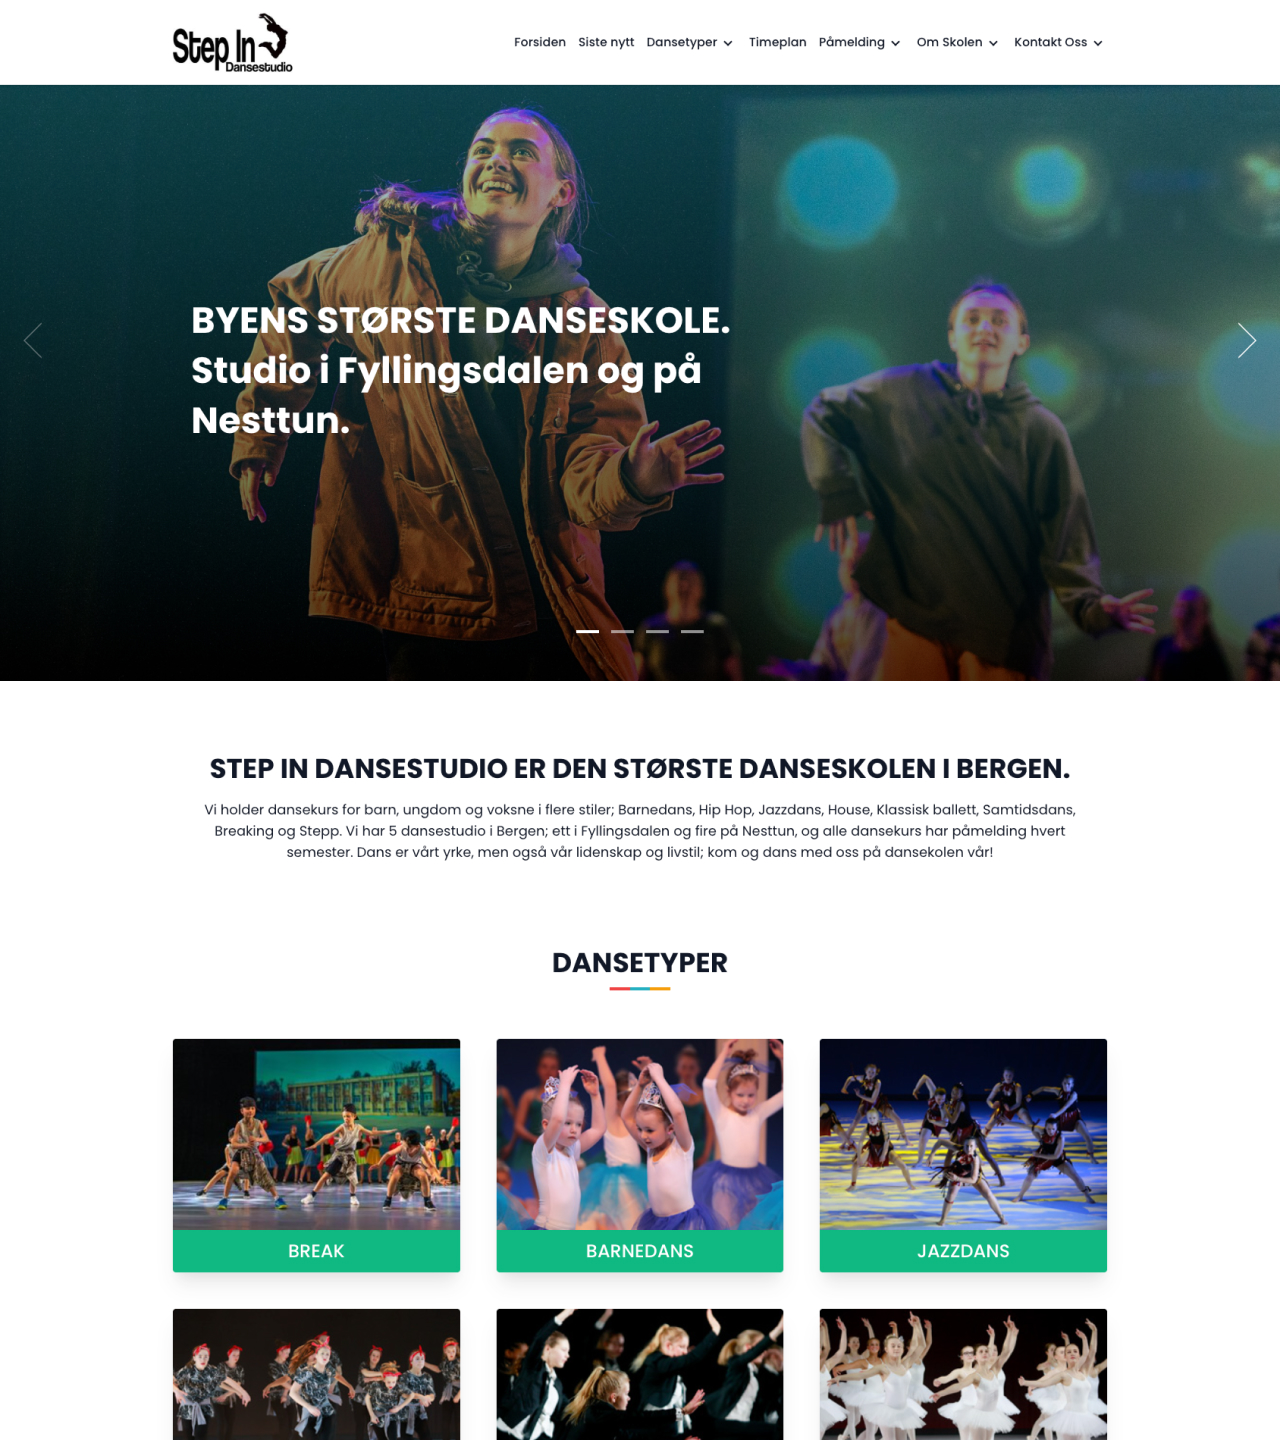 Step In
Dansestudio
Forsiden Siste nytt Dansetyper Timeplan Påmelding Om Skolen Kontakt Oss
BYENS STØRSTE DANSESKOLE.
Studio i Fyllingsdalen og på
Nesttun.
STEP IN DANSESTUDIO ER DEN STØRSTE DANSESKOLEN I BERGEN.
Vi holder dansekurs for barn, ungdom og voksne i flere stiler; Barnedans, Hip Hop, Jazzdans, House, Klassisk ballett, Samtidsdans,
Breaking og Stepp. Vi har 5 dansestudio i Bergen; ett i Fyllingsdalen og fire på Nesttun, og alle dansekurs har påmelding hvert
semester. Dans er vårt yrke, men også vår lidenskap og livstil; kom og dans med oss på dansekolen vår!
DANSETYPER
BREAK
BARNEDANS
JAZZDANS